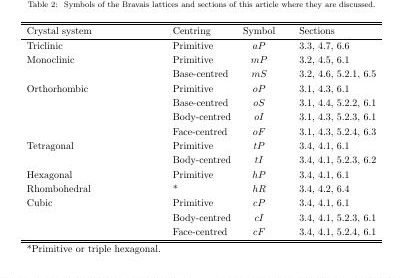 Table 2: Symbols of the Bravais lattices and sections of this article where they are discussed.
Crystal system Centring Symbol Sections
Triclinic Primitive aP 3.3, 4.7, 6.6
Monoclinic Primitive mP 3.2, 4.5, 6.1
Base-centred mS 3.2, 4.6, 5.2.1, 6.5
Orthorhombic Primitive oP 3.1, 4.3, 6.1
Base-centred oS 3.1, 4.4, 5.2.2, 6.1
Body-centred oI 3.1, 4.3, 5.2.3, 6.1
Face-centred oF 3.1, 4.3, 5.2.4, 6.3
Tetragonal Primitive tP 3.4, 4.1, 6.1
Body-centred tI 3.4, 4.1, 5.2.3, 6.2
Hexagonal Primitive hP 3.4, 4.1, 6.1
Rhombohedral * hR 3.4, 4.2, 6.4
Cubic Primitive cP 3.4, 4.1, 6.1
Body-centred cI 3.4, 4.1, 5.2.3, 6.1
Face-centred cF 3.4, 4.1, 5.2.4, 6.1
*Primitive or triple hexagonal.